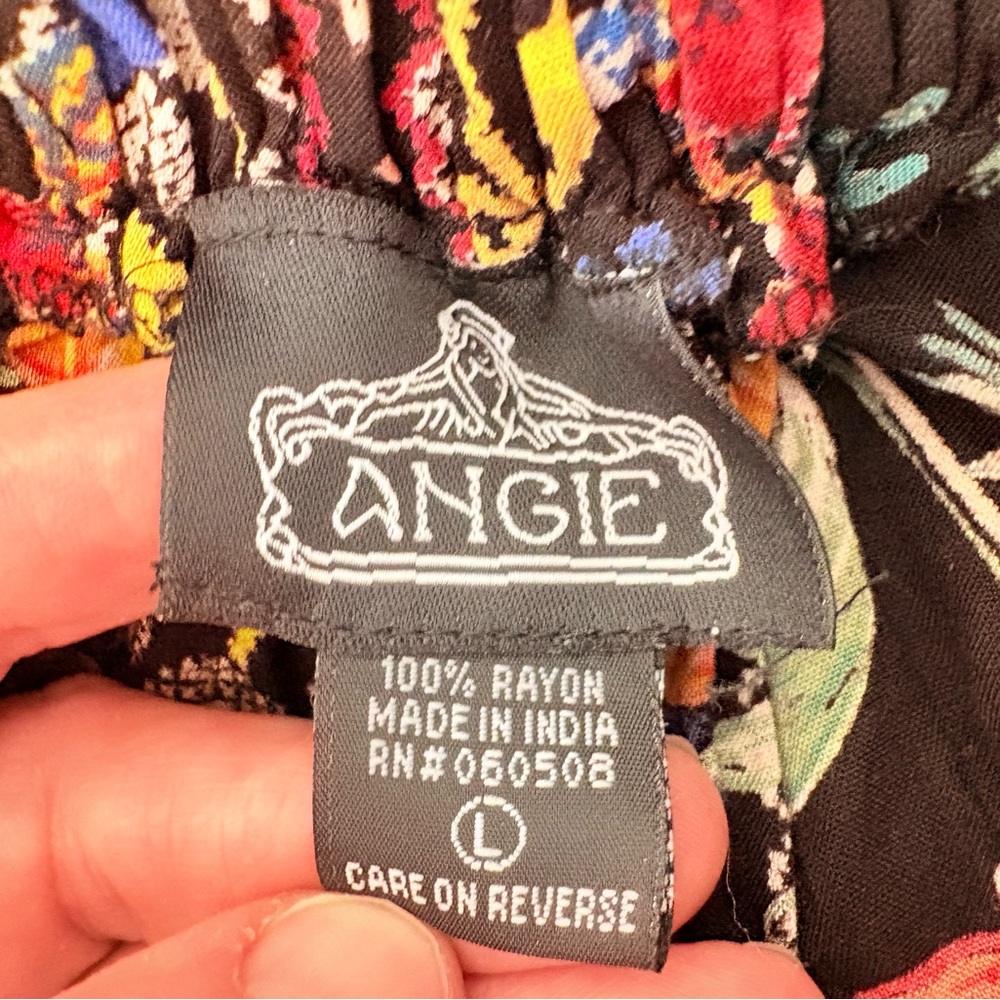 ANGIE
100% RAYON
MADE IN INDIA
RN#060508
L
CARE ON REVERSE